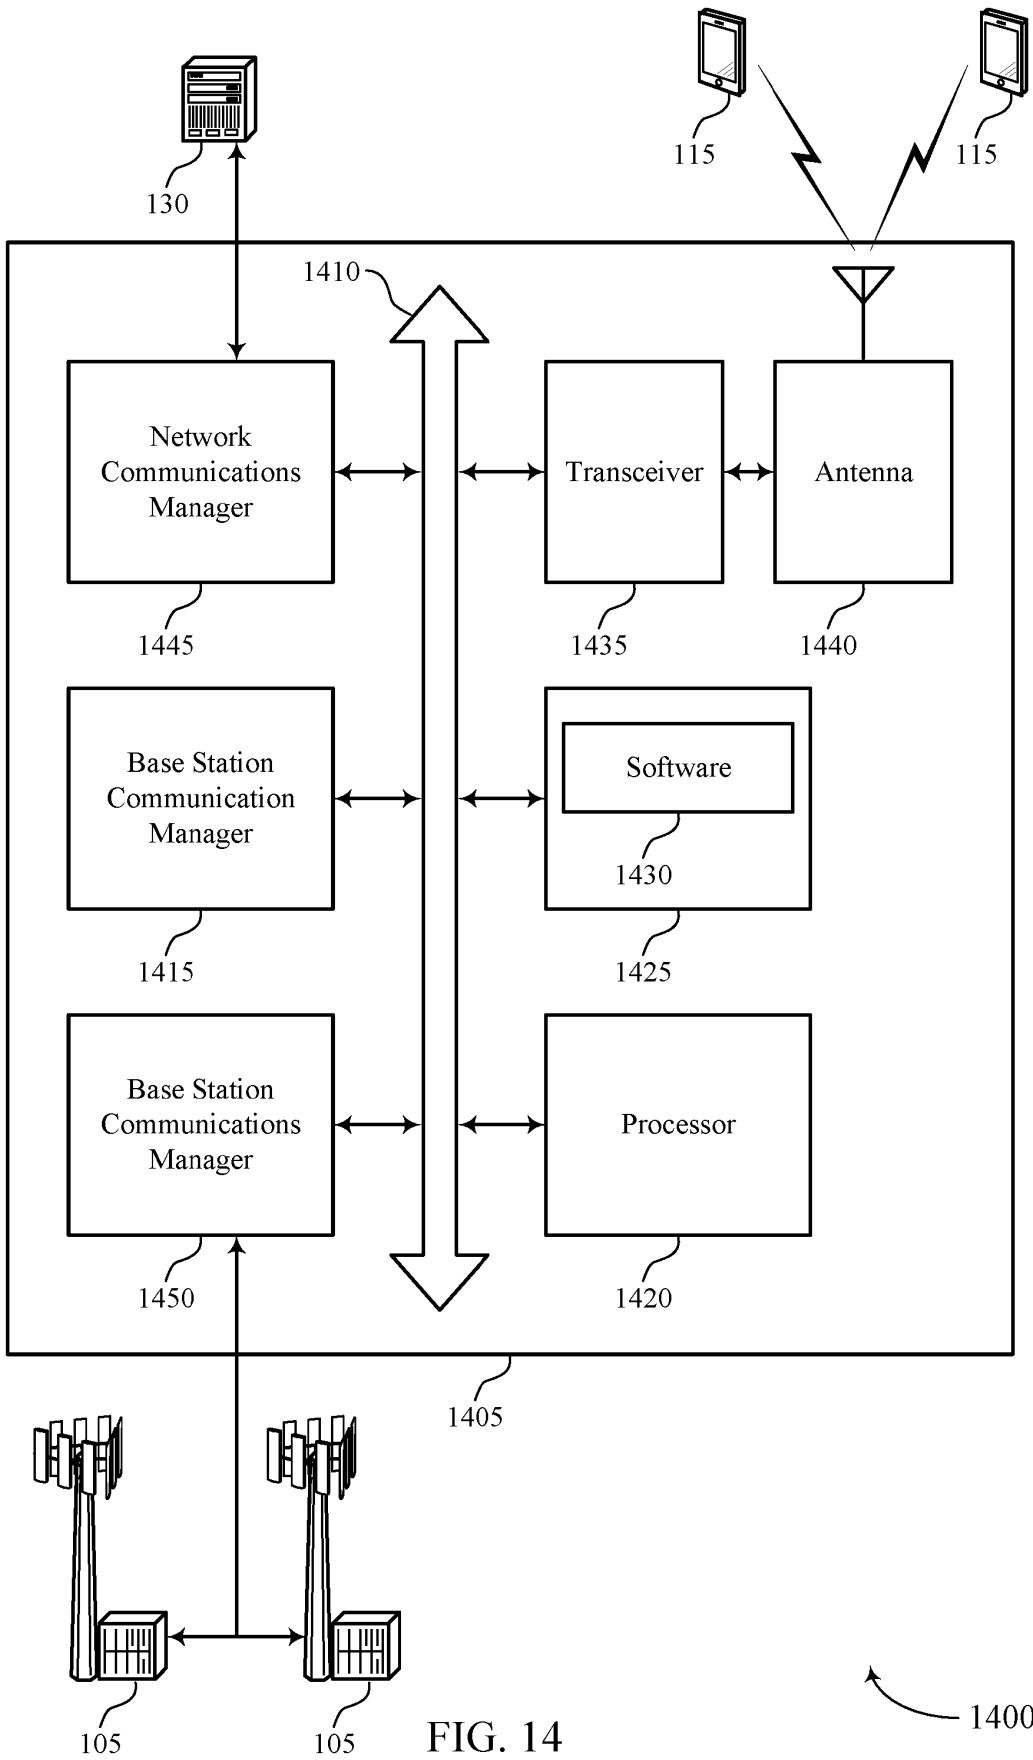 130
115
115
1410
Network
Communications
Manager
Transceiver
Antenna
1445
1435
1440
Base Station
Communication
Manager
Software
1430
1415
1425
Base Station
Communications
Manager
Processor
1450
1420
1405
105
105
FIG. 14
1400